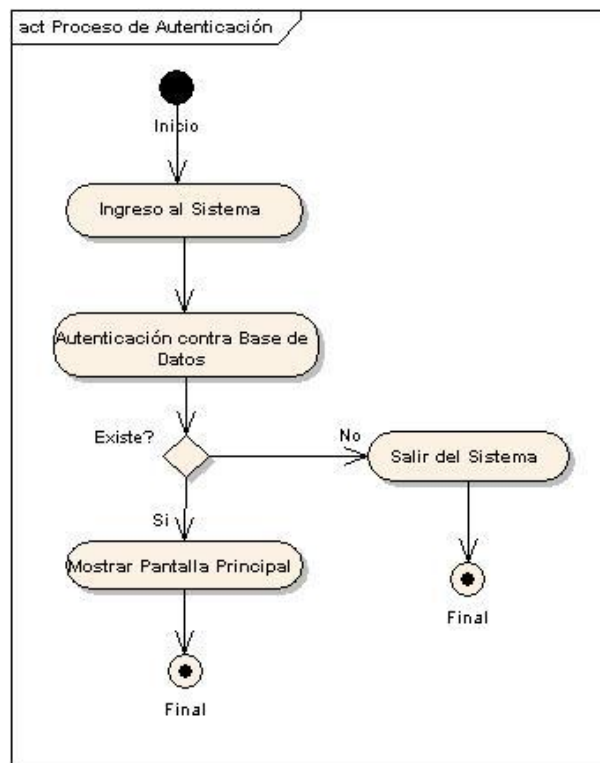 act Proceso de Autenticación
Inicio
Ingreso al Sistema
Autenticación contra Base de
Datos
Existe?
No
Salir del Sistema
Si
Mostrar Pantalla Principal
Final
Final